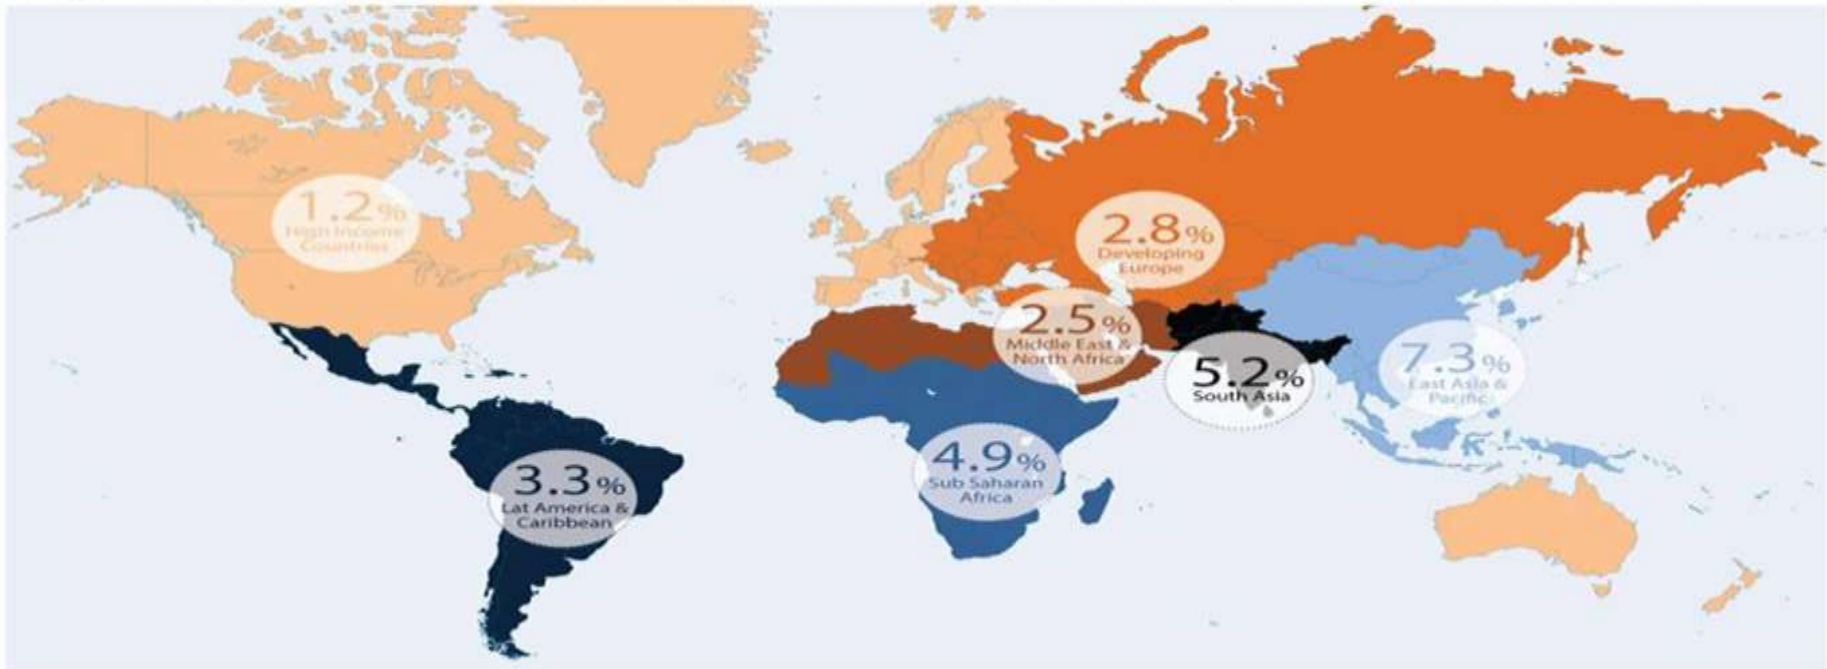 1.2%
High Income
Countries
2.8%
Developing
Europe
2.5%
Middle East &
North Africa
5.2%
South Asia
7.3%
East Asia &
Pacific
4.9%
Sub Saharan
Africa
3.3%
Lat America &
Caribbean